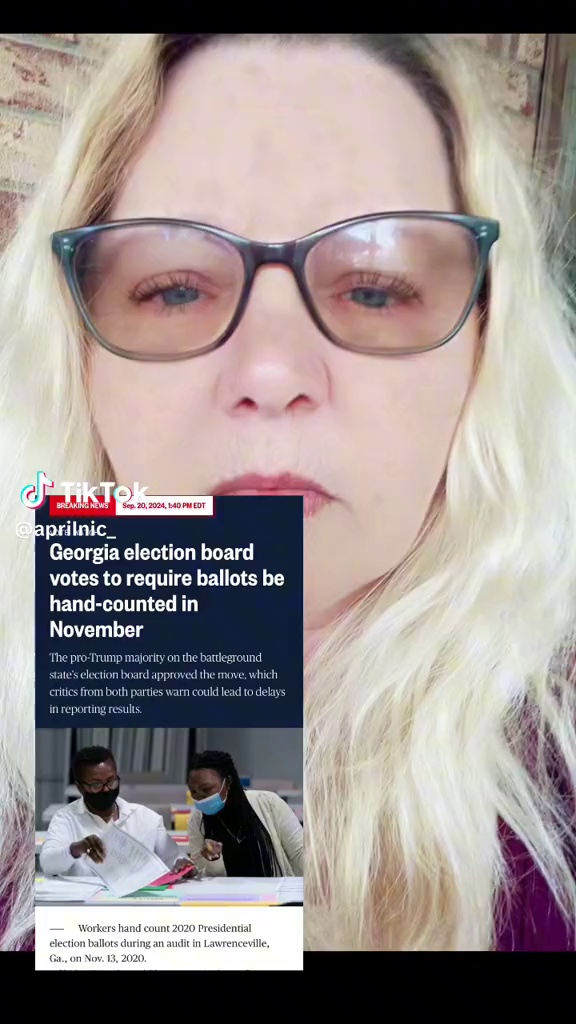 TikTok
@aprilnic_
BREAKING NEWS
Sep. 20, 2024, 1:40 PM EDT
Georgia election board
votes to require ballots be
hand-counted in
November
The pro-Trump majority on the battleground
state's election board approved the move, which
critics from both parties warn could lead to delays
in reporting results.
— Workers hand count 2020 Presidential
election ballots during an audit in Lawrenceville,
Ga., on Nov. 13, 2020.